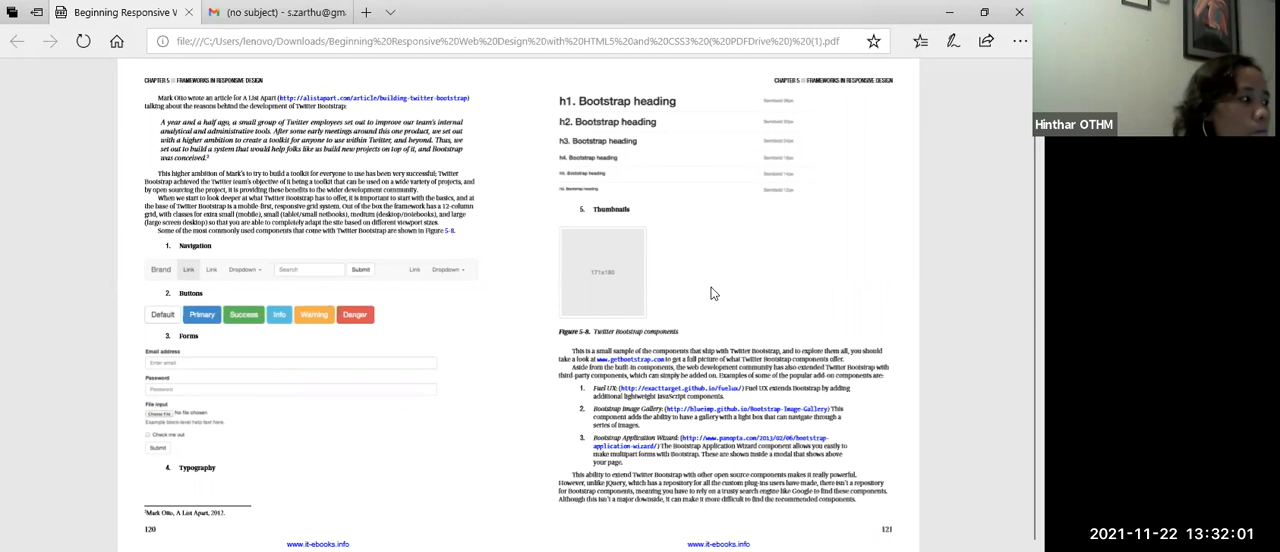 Beginning Responsive W
(no subject) - s.zarthu@gm
file:///C:/Users/lenovo/Downloads/Beginning%20Responsive%20Web%20Design%20with%20HTML5%20and%20CSS3%20(%20PDFDrive%20)%20(1).pdf
Hinthar OTHM
CHAPTER 5 FRAMEWORKS IN RESPONSIVE DESIGN
Mark Otto wrote an article for A List Apart (http://alistapart.com/article/building-twitter-bootstrap)
talking about the reasons behind the development of Twitter Bootstrap:
A year and a half ago, a small group of Twitter employees set out to improve our team's internal
analytical and administrative tools. After some early meetings around this one product, we set out
with a higher ambition to create a toolkit for anyone to use within Twitter, and beyond. Thus, we
set out to build a system that would help folks like us build new projects on top of it, and Bootstrap
was conceived.²
This higher ambition of Mark's to try to build a toolkit for everyone to use has been very successful; Twitter
Bootstrap achieved the Twitter team's objective of it being a toolkit that can be used on a wide variety of projects, and
by open sourcing the project, it is providing these benefits to the wider development community.
When we start to look deeper at what Twitter Bootstrap has to offer, it is important to start with the basics, and at
the base of Twitter Bootstrap is a mobile-first, responsive grid system. Out of the box the framework has a 12-column
grid, with classes for extra small (mobile), small (tablet/small netbooks), medium (desktop/notebooks), and large
(large screen desktop) so that you are able to completely adapt the site based on different viewport sizes.
Some of the most commonly used components that come with Twitter Bootstrap are shown in Figure 5-8.
1. Navigation
Brand Link Link Dropdown Search Submit Link Dropdown
2. Buttons
Default Primary Success Info Warning Danger
3. Forms
Email address
Enter email
Password
Password
File input
Choose File No file chosen
Example block-level help text here.
Check me out
Submit
4. Typography
²Mark Otto, A List Apart, 2012.
120
www.it-ebooks.info
CHAPTER 5 FRAMEWORKS IN RESPONSIVE DESIGN
h1. Bootstrap heading
h2. Bootstrap heading
h3. Bootstrap heading
h4. Bootstrap heading
h5. Bootstrap heading
h6. Bootstrap heading
5. Thumbnails
171x180
Figure 5-8. Twitter Bootstrap components
This is a small sample of the components that ship with Twitter Bootstrap, and to explore them all, you should
take a look at www.getbootstrap.com to get a full picture of what Twitter Bootstrap components offer.
Aside from the built-in components, the web development community has also extended Twitter Bootstrap with
third-party components, which can simply be added on. Examples of some of the popular add-on components are:
1. Fuel UX: (http://exacttarget.github.io/fuelux/) Fuel UX extends Bootstrap by adding
additional lightweight JavaScript components.
2. Bootstrap Image Gallery: (http://blueimp.github.io/Bootstrap-Image-Gallery) This
component adds the ability to have a gallery with a light box that can navigate through a
series of images.
3. Bootstrap Application Wizard: (http://www.panopta.com/2013/02/06/bootstrap-
application-wizard/) The Bootstrap Application Wizard component allows you easily to
make multipart forms with Bootstrap. These are shown inside a modal that shows above
your page.
This ability to extend Twitter Bootstrap with other open source components makes it really powerful.
However, unlike jQuery, which has a repository for all the custom plug-ins users have made, there isn't a repository
for Bootstrap components, meaning you have to rely on a trusty search engine like Google to find these components.
Although this isn't a major downside, it can make it more difficult to find the recommended components.
121
www.it-ebooks.info
2021-11-22 13:32:01